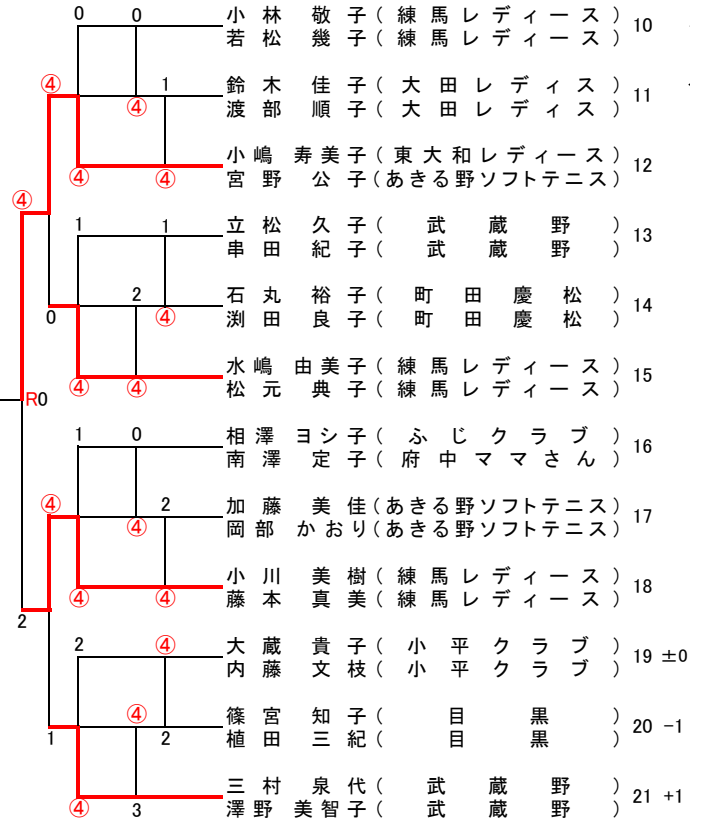 0 0 小林 敬子(練馬レディース) 10
若松 幾子(練馬レディース)
④ 1 鈴木 佳子(大田レディス) 11
④ 渡部 順子(大田レディス)
小嶋 寿美子(東大和レディース) 12
④ ④ 宮野 公子(あきる野ソフトテニス)
④
1 1 立松 久子(武蔵野) 13
串田 紀子(武蔵野)
2 石丸 裕子(町田慶松) 14
0 ④ 渕田 良子(町田慶松)
水嶋 由美子(練馬レディース) 15
④ ④ 松元 典子(練馬レディース)
R0
1 0 相澤 ヨシ子(ふじクラブ) 16
南澤 定子(府中ママさん)
④ 2 加藤 美佳(あきる野ソフトテニス) 17
④ 岡部 かおり(あきる野ソフトテニス)
小川 美樹(練馬レディース) 18
④ ④ 藤本 真美(練馬レディース)
2
2 ④ 大蔵 貴子(小平クラブ) 19 ±0
内藤 文枝(小平クラブ)
④ 篠宮 知子(目黒) 20 -1
1 2 植田 三紀(目黒)
三村 泉代(武蔵野) 21 +1
④ 3 澤野 美智子(武蔵野)